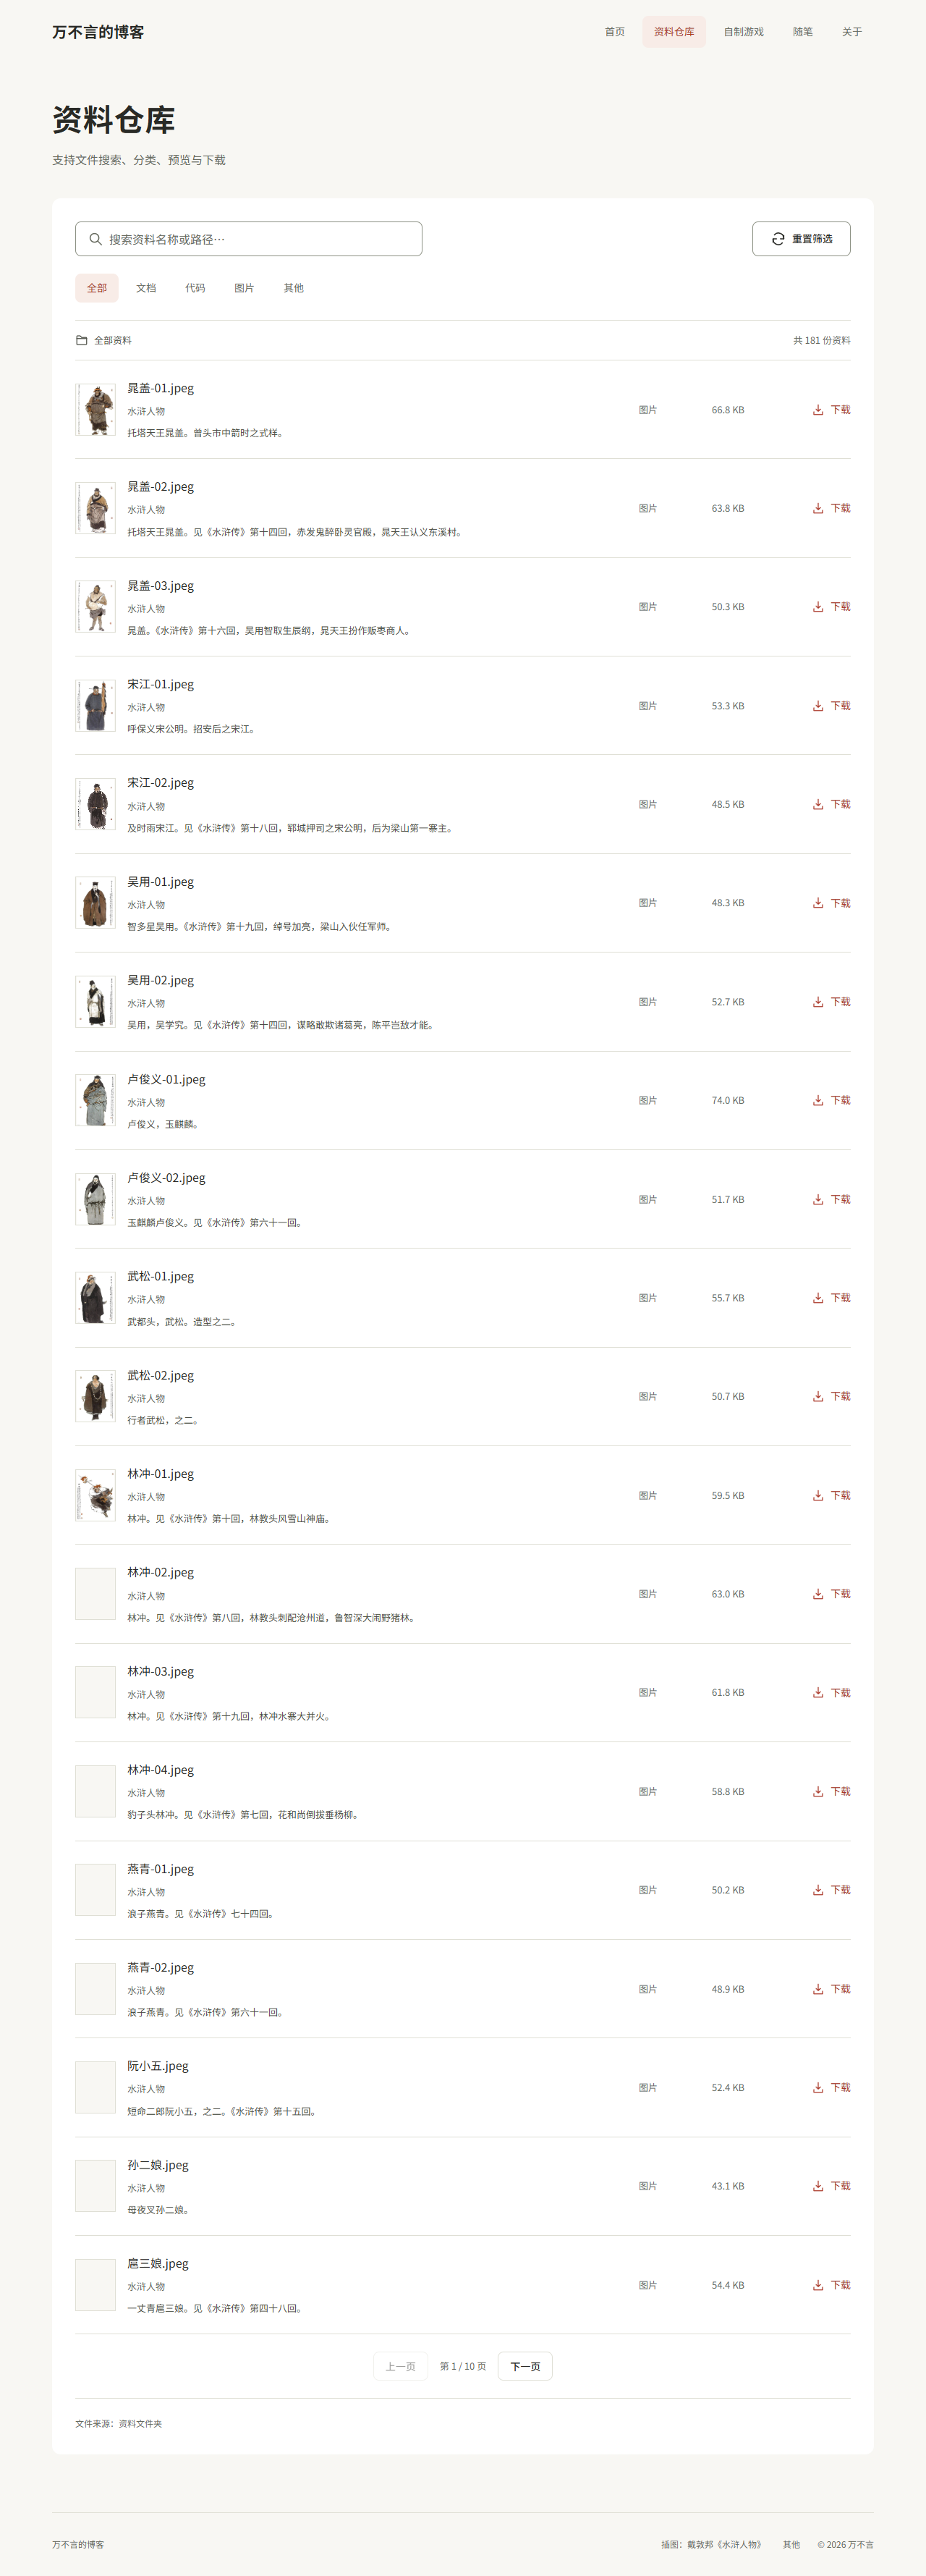 万不言的博客
首页 资料仓库 自制游戏 随笔 关于
资料仓库
支持文件搜索、分类、预览与下载
搜索资料名称或路径…
重置筛选
全部 文档 代码 图片 其他
全部资料 共 181 份资料
晁盖-01.jpeg
水浒人物
托塔天王晁盖。曾头市中箭时之式样。
图片 66.8 KB 下载
晁盖-02.jpeg
水浒人物
托塔天王晁盖。见《水浒传》第十四回，赤发鬼醉卧灵官殿，晁天王认义东溪村。
图片 63.8 KB 下载
晁盖-03.jpeg
水浒人物
晁盖。《水浒传》第十六回，吴用智取生辰纲，晁天王扮作贩枣商人。
图片 50.3 KB 下载
宋江-01.jpeg
水浒人物
呼保义宋公明。招安后之宋江。
图片 53.3 KB 下载
宋江-02.jpeg
水浒人物
及时雨宋江。见《水浒传》第十八回，郓城押司之宋公明，后为梁山第一寨主。
图片 48.5 KB 下载
吴用-01.jpeg
水浒人物
智多星吴用。《水浒传》第十九回，绰号加亮，梁山入伙任军师。
图片 48.3 KB 下载
吴用-02.jpeg
水浒人物
吴用，吴学究。见《水浒传》第十四回，谋略敢欺诸葛亮，陈平岂敌才能。
图片 52.7 KB 下载
卢俊义-01.jpeg
水浒人物
卢俊义，玉麒麟。
图片 74.0 KB 下载
卢俊义-02.jpeg
水浒人物
玉麒麟卢俊义。见《水浒传》第六十一回。
图片 51.7 KB 下载
武松-01.jpeg
水浒人物
武都头，武松。造型之二。
图片 55.7 KB 下载
武松-02.jpeg
水浒人物
行者武松，之二。
图片 50.7 KB 下载
林冲-01.jpeg
水浒人物
林冲。见《水浒传》第十回，林教头风雪山神庙。
图片 59.5 KB 下载
林冲-02.jpeg
水浒人物
林冲。见《水浒传》第八回，林教头刺配沧州道，鲁智深大闹野猪林。
图片 63.0 KB 下载
林冲-03.jpeg
水浒人物
林冲。见《水浒传》第十九回，林冲水寨大并火。
图片 61.8 KB 下载
林冲-04.jpeg
水浒人物
豹子头林冲。见《水浒传》第七回，花和尚倒拔垂杨柳。
图片 58.8 KB 下载
燕青-01.jpeg
水浒人物
浪子燕青。见《水浒传》七十四回。
图片 50.2 KB 下载
燕青-02.jpeg
水浒人物
浪子燕青。见《水浒传》第六十一回。
图片 48.9 KB 下载
阮小五.jpeg
水浒人物
短命二郎阮小五，之二。《水浒传》第十五回。
图片 52.4 KB 下载
孙二娘.jpeg
水浒人物
母夜叉孙二娘。
图片 43.1 KB 下载
扈三娘.jpeg
水浒人物
一丈青扈三娘。见《水浒传》第四十八回。
图片 54.4 KB 下载
上一页 第 1 / 10 页 下一页
文件来源：资料文件夹
万不言的博客 插图：戴敦邦《水浒人物》 其他 © 2026 万不言